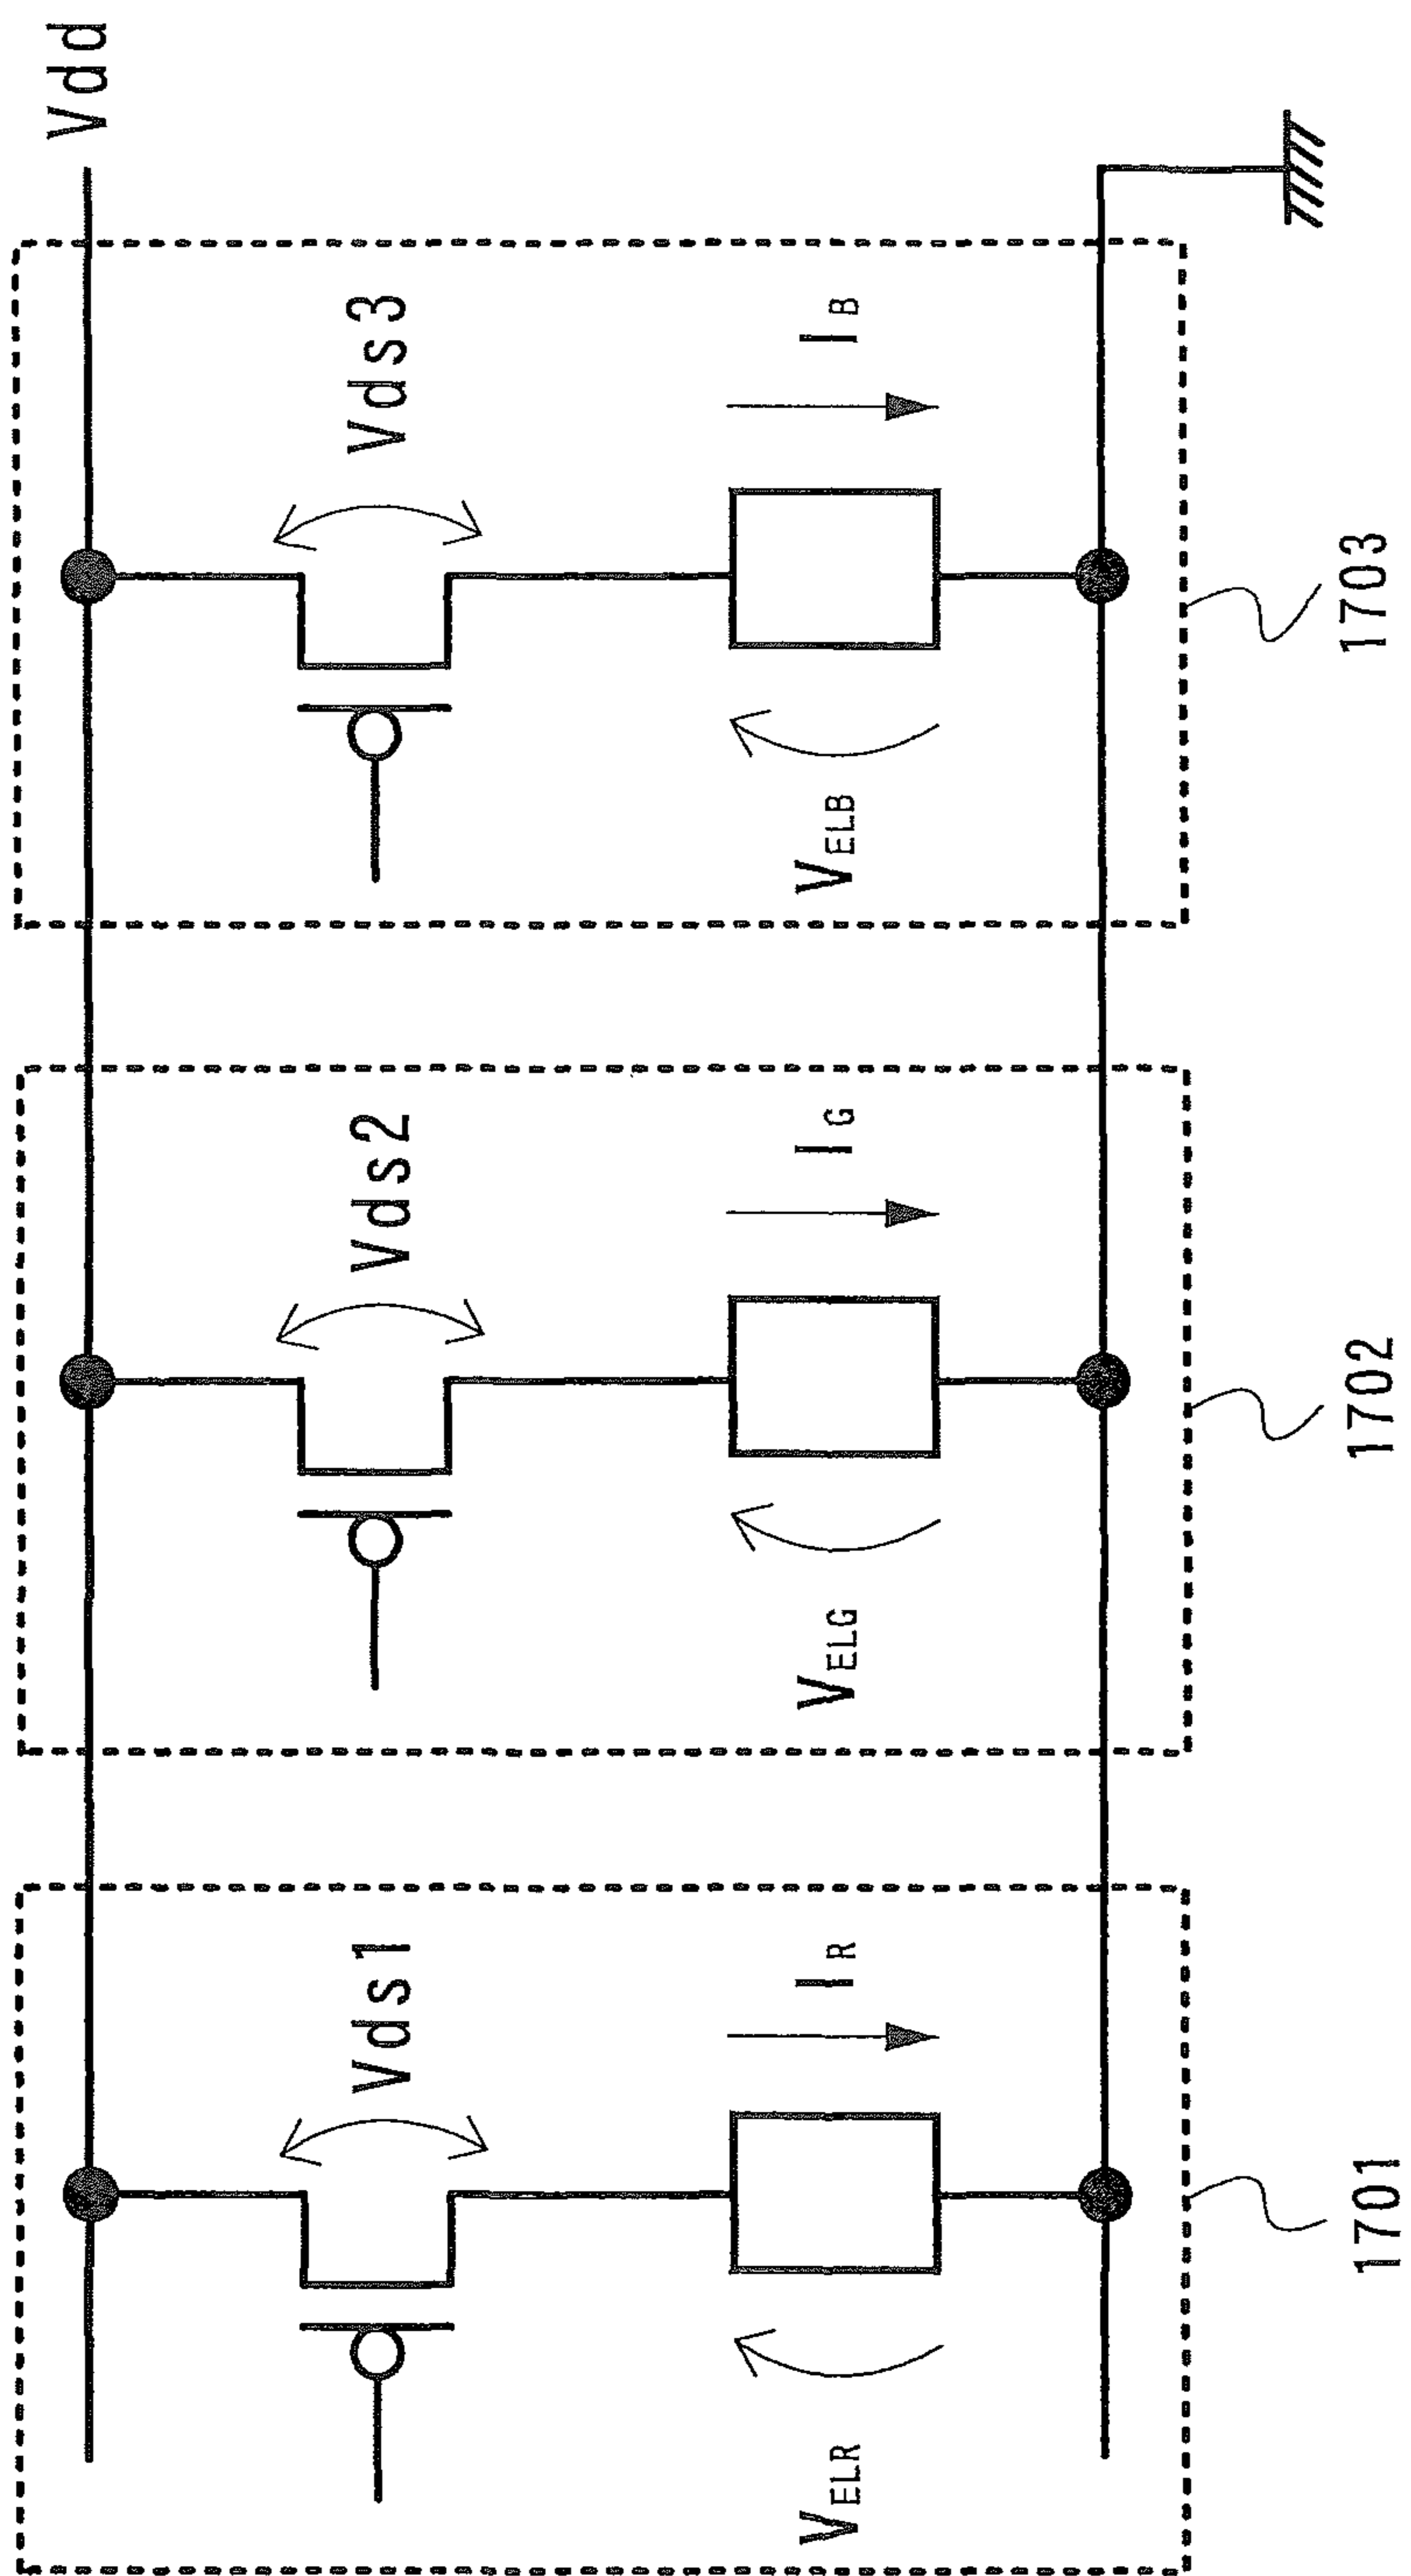 Vdd
Vds1
Vds2
Vds3
VELR
IR
VELG
IG
VELB
IB
1701
1702
1703